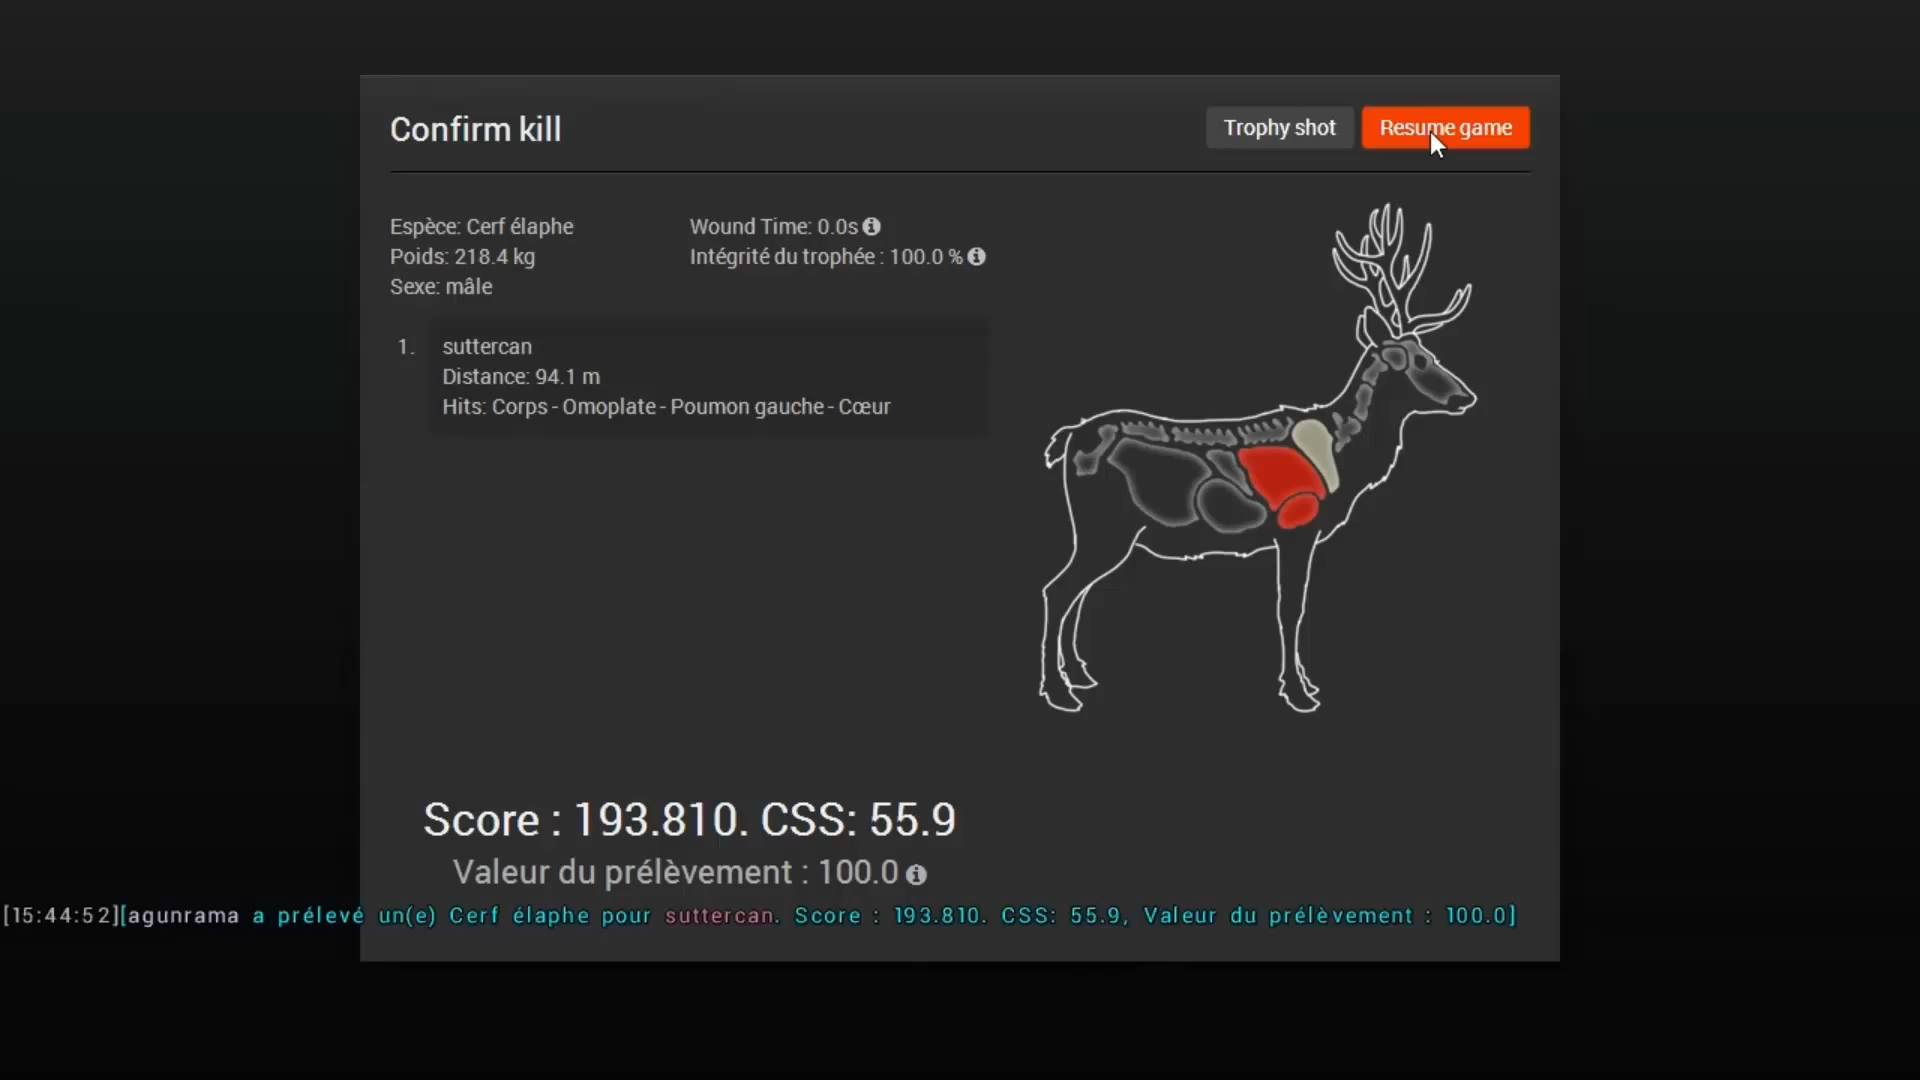 Confirm kill
Trophy shot
Resume game
Espèce: Cerf élaphe
Poids: 218.4 kg
Sexe: mâle
Wound Time: 0.0s
Intégrité du trophée : 100.0 %
1.
suttercan
Distance: 94.1 m
Hits: Corps - Omoplate - Poumon gauche - Cœur
Score : 193.810. CSS: 55.9
Valeur du prélèvement : 100.0
[15:44:52][agunrama a prélevé un(e) Cerf élaphe pour suttercan. Score : 193.810. CSS: 55.9, Valeur du prélèvement : 100.0]